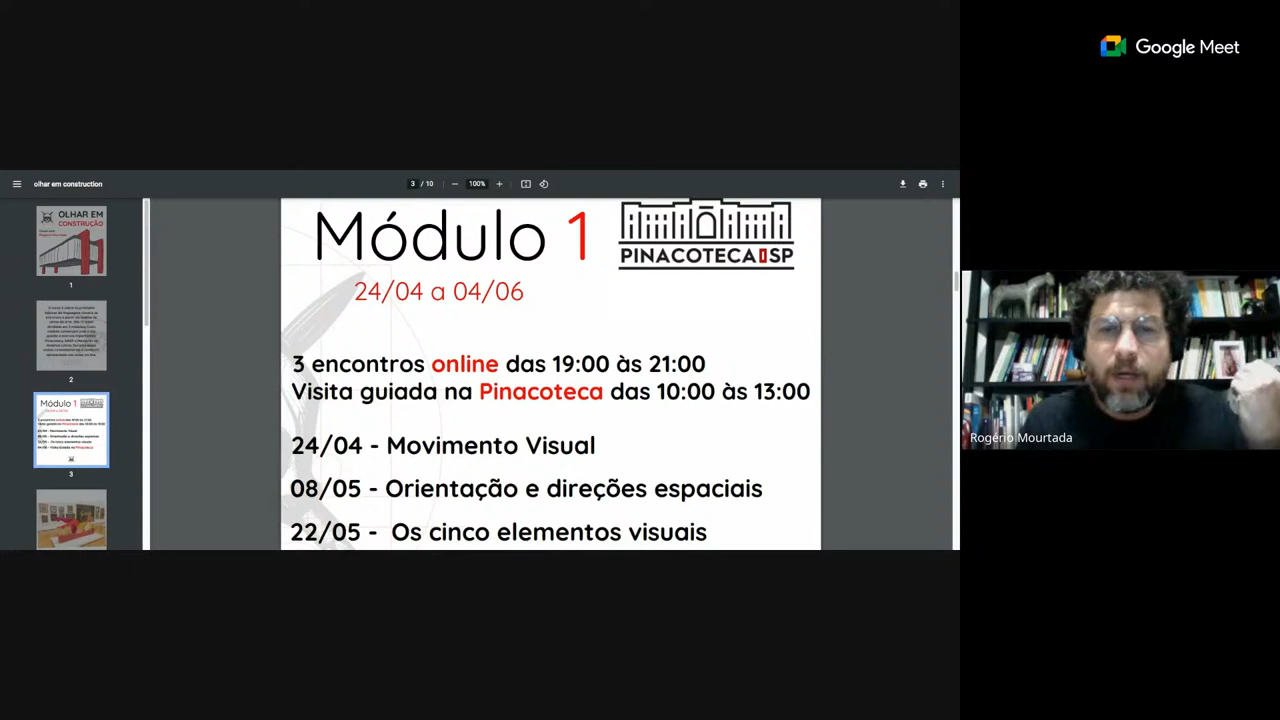 Google Meet
olhar em construction
3 / 10
100%
OLHAR EM
CONSTRUÇÃO
1
2
Módulo 1
3
Módulo 1
PINACOTECA SP
24/04 a 04/06
3 encontros online das 19:00 às 21:00
Visita guiada na Pinacoteca das 10:00 às 13:00
24/04 - Movimento Visual
08/05 - Orientação e direções espaciais
22/05 - Os cinco elementos visuais
Rogério Mourtada